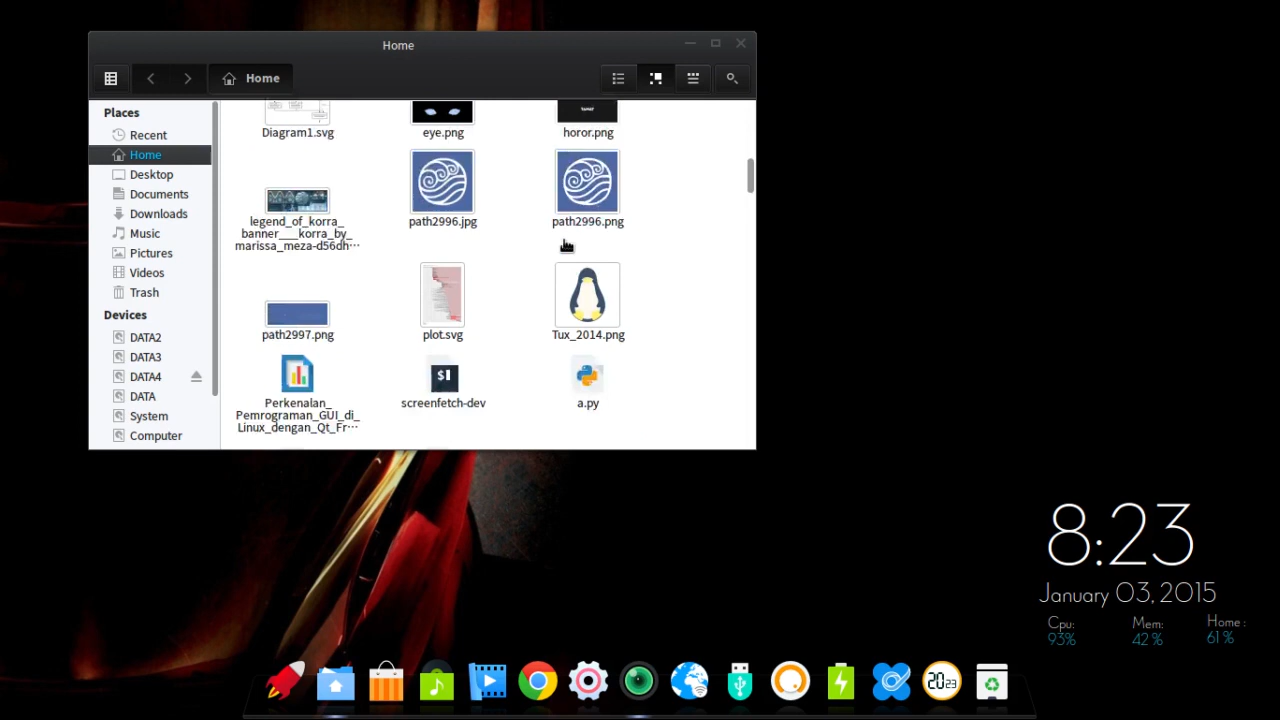 Home
Home
Places
Recent
Home
Desktop
Documents
Downloads
Music
Pictures
Videos
Trash
Devices
DATA2
DATA3
DATA4
DATA
System
Computer
Diagram1.svg
eye.png
horor.png
legend_of_korra_
banner___korra_by_
marissa_meza-d56dh…
path2996.jpg
path2996.png
path2997.png
plot.svg
Tux_2014.png
Perkenalan_
Pemrograman_GUI_di_
Linux_dengan_Qt_Fr…
$
screenfetch-dev
a.py
8:23
January 03, 2015
Cpu: Mem: Home :
93% 42 % 61 %
20 23